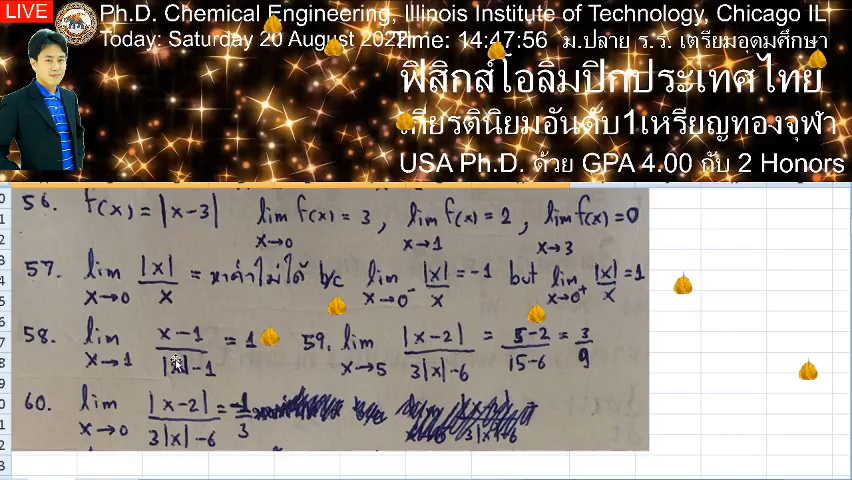 LIVE
Ph.D. Chemical Engineering, Illinois Institute of Technology, Chicago IL
Today: Saturday 20 August 2022 Time: 14:47:56 ม.ปลาย ร.ร. เตรียมอุดมศึกษา
ฟิสิกส์โอลิมปิกประเทศไทย
เกียรตินิยมอันดับ1เหรียญทองจุฬา
USA Ph.D. ด้วย GPA 4.00 กับ 2 Honors
56. f(x) = |x-3| lim f(x) = 3 , lim f(x) = 2 , lim f(x) = 0
x→0 x→1 x→3
57. lim |x|/x = หาค่าไม่ได้ b/c lim |x|/x = -1 but lim |x|/x = 1
x→0 x→0⁻ x→0⁺
58. lim x-1/|x|-1 = 1 59. lim |x-2|/3|x|-6 = 5-2/15-6 = 3/9
x→1 x→5
60. lim |x-2|/3|x|-6 = -1/3
x→0